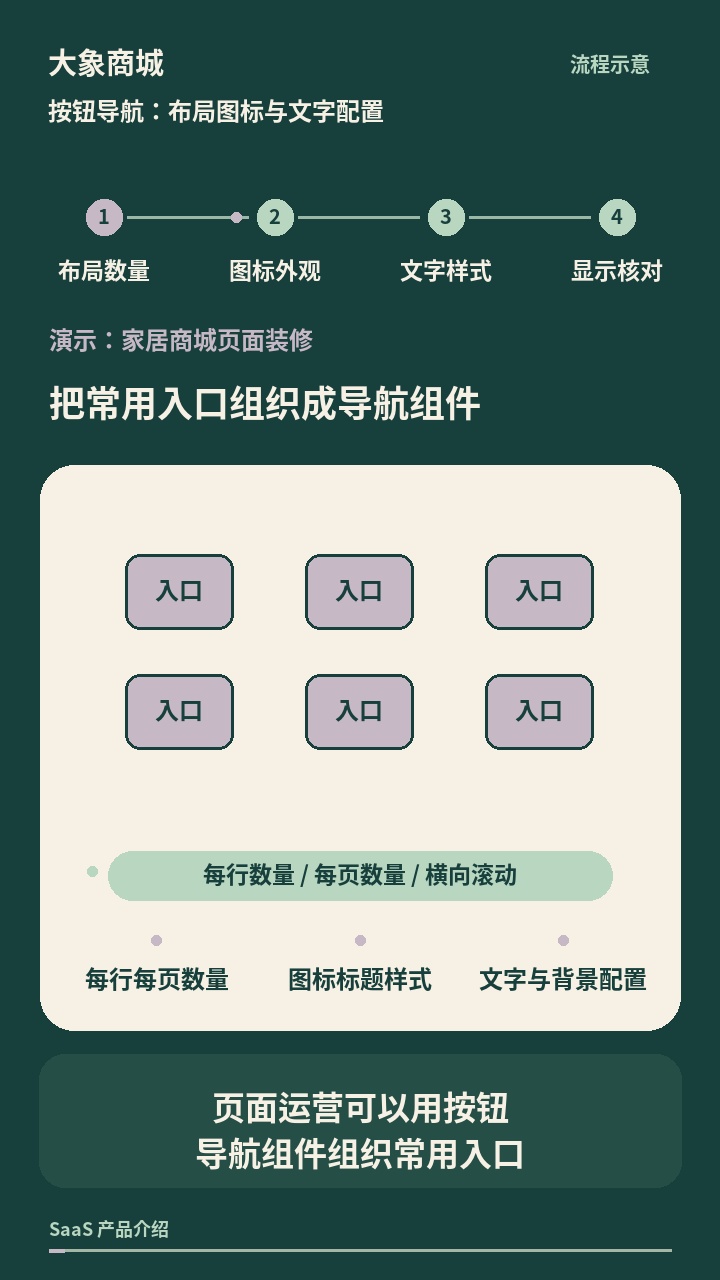 大象商城
流程示意
按钮导航：布局图标与文字配置
1
2
3
4
布局数量
图标外观
文字样式
显示核对
演示：家居商城页面装修
把常用入口组织成导航组件
入口
入口
入口
入口
入口
入口
每行数量 / 每页数量 / 横向滚动
每行每页数量
图标标题样式
文字与背景配置
页面运营可以用按钮
导航组件组织常用入口
SaaS 产品介绍